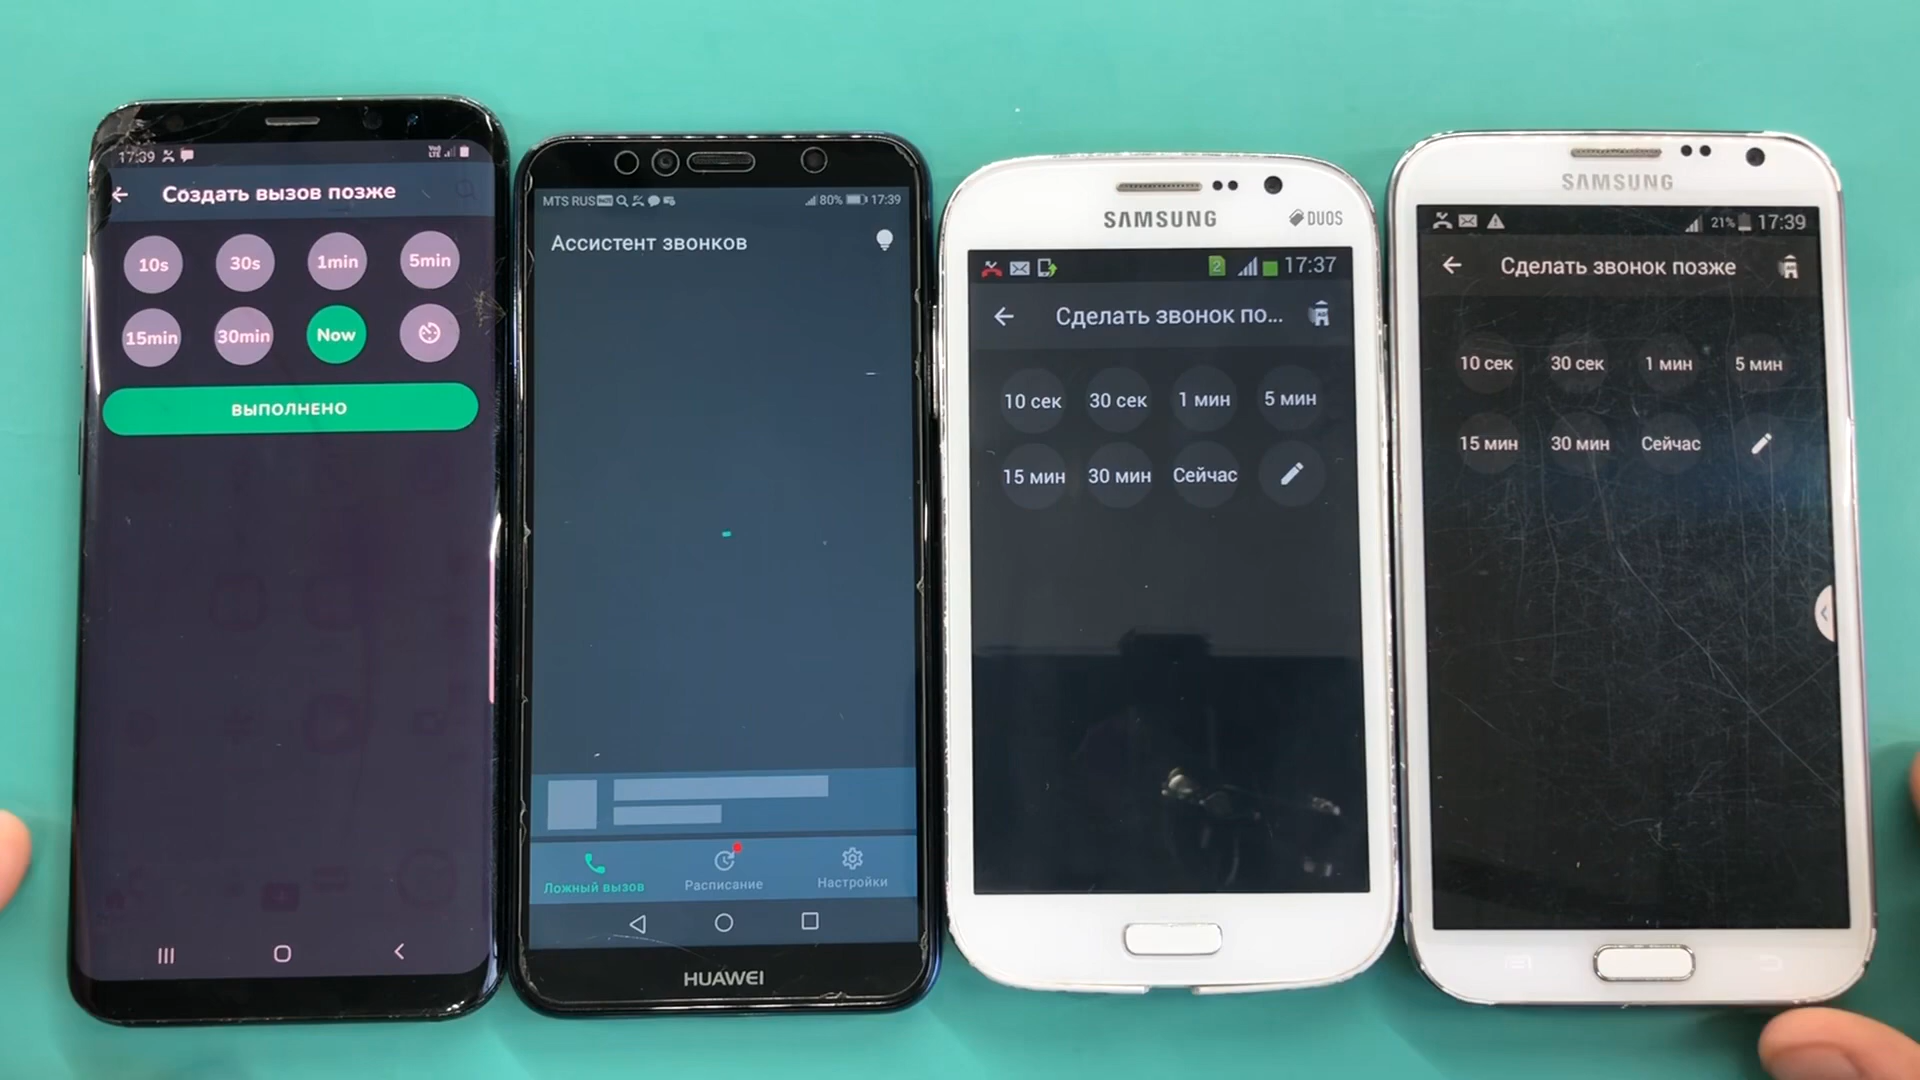 17:39
Vo)) LTE
Создать вызов позже
10s 30s 1min 5min
15min 30min Now
ВЫПОЛНЕНО
MTS RUS 80% 17:39
Ассистент звонков
Ложный вызов Расписание Настройки
HUAWEI
SAMSUNG DUOS
2 17:37
Сделать звонок по...
10 сек 30 сек 1 мин 5 мин
15 мин 30 мин Сейчас
SAMSUNG
21% 17:39
Сделать звонок позже
10 сек 30 сек 1 мин 5 мин
15 мин 30 мин Сейчас